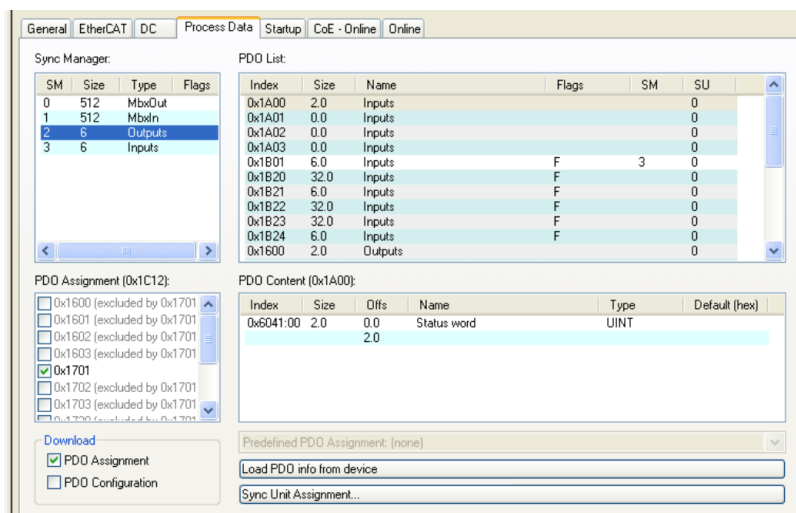 General EtherCAT DC Process Data Startup CoE - Online Online
Sync Manager:
SM Size Type Flags
0 512 MbxOut
1 512 MbxIn
2 6 Outputs
3 6 Inputs
PDO List:
Index Size Name Flags SM SU
0x1A00 2.0 Inputs 0
0x1A01 0.0 Inputs 0
0x1A02 0.0 Inputs 0
0x1A03 0.0 Inputs 0
0x1B01 6.0 Inputs F 3 0
0x1B20 32.0 Inputs F 0
0x1B21 6.0 Inputs F 0
0x1B22 32.0 Inputs F 0
0x1B23 32.0 Inputs F 0
0x1B24 6.0 Inputs F 0
0x1600 2.0 Outputs 0
PDO Assignment (0x1C12):
0x1600 (excluded by 0x1701
0x1601 (excluded by 0x1701
0x1602 (excluded by 0x1701
0x1603 (excluded by 0x1701
0x1701
0x1702 (excluded by 0x1701
0x1703 (excluded by 0x1701
PDO Content (0x1A00):
Index Size Offs Name Type Default (hex)
0x6041:00 2.0 0.0 Status word UINT
2.0
Download
PDO Assignment
PDO Configuration
Predefined PDO Assignment: (none)
Load PDO info from device
Sync Unit Assignment...